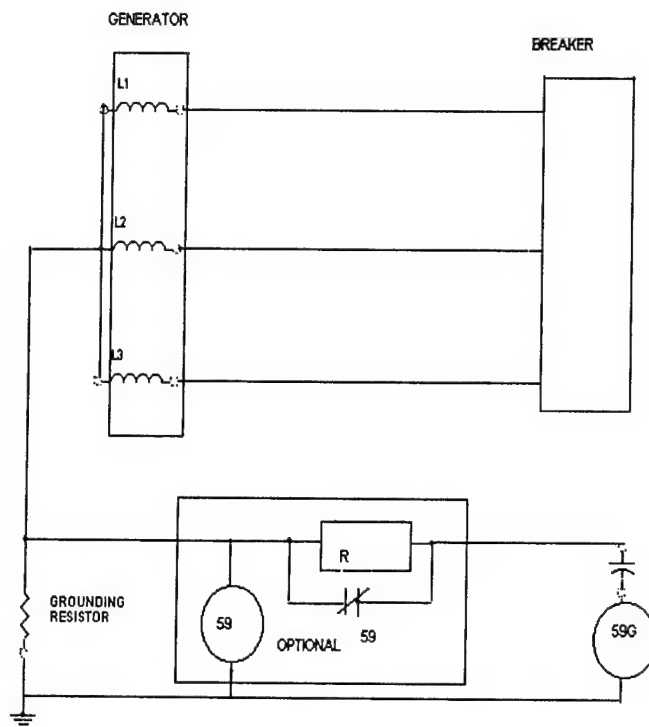 GENERATOR
BREAKER
L1
L2
L3
R
GROUNDING
RESISTOR
59
OPTIONAL
59
59G